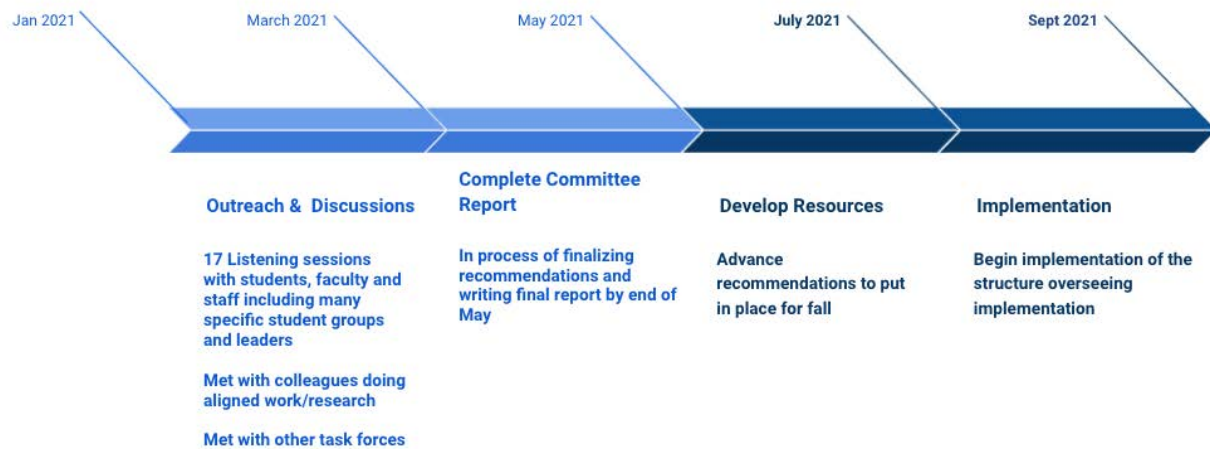 Jan 2021
March 2021
May 2021
July 2021
Sept 2021
Outreach & Discussions
17 Listening sessions
with students, faculty and
staff including many
specific student groups
and leaders
Met with colleagues doing
aligned work/research
Met with other task forces
Complete Committee
Report
In process of finalizing
recommendations and
writing final report by end of
May
Develop Resources
Advance
recommendations to put
in place for fall
Implementation
Begin implementation of the
structure overseeing
implementation